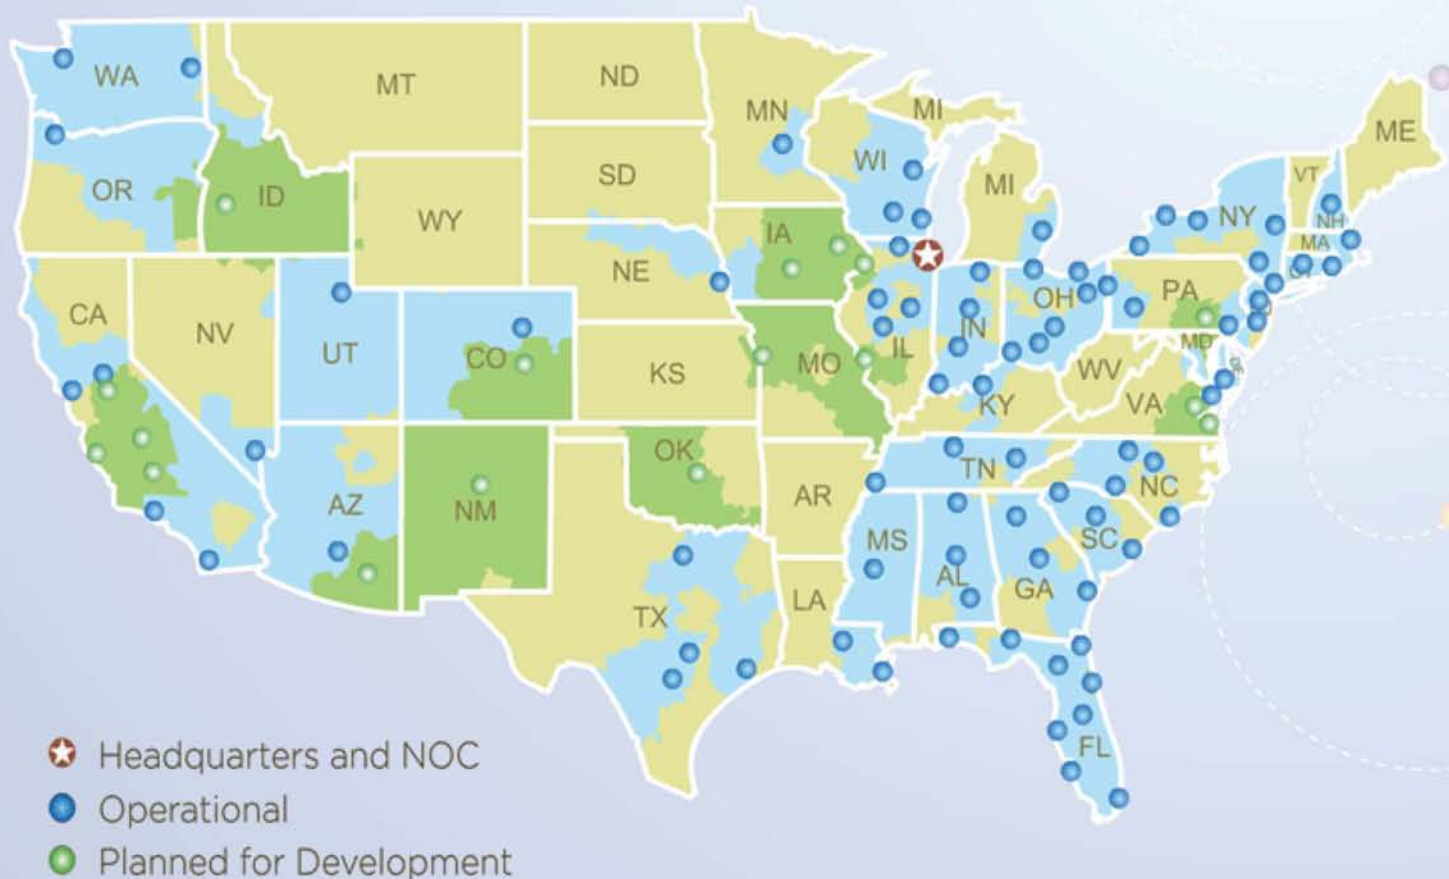 WA
MT
ND
MN
MI
ME
OR
ID
SD
WI
MI
VT
NH
NY
MA
WY
IA
NE
PA
CA
NV
OH
UT
CO
IN
IL
MD
KS
MO
WV
VA
KY
OK
TN
NC
AZ
NM
AR
SC
MS
AL
GA
TX
LA
FL
Headquarters and NOC
Operational
Planned for Development